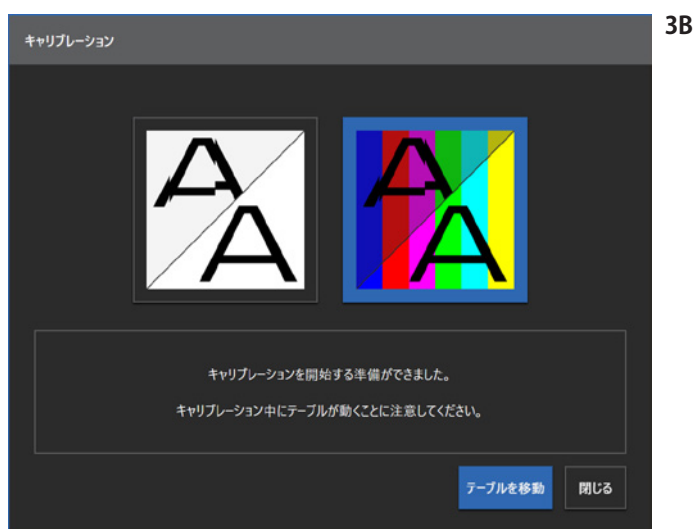 3B
キャリブレーション
A A
A A
キャリブレーションを開始する準備ができました。
キャリブレーション中にテーブルが動くことに注意してください。
テーブルを移動 閉じる